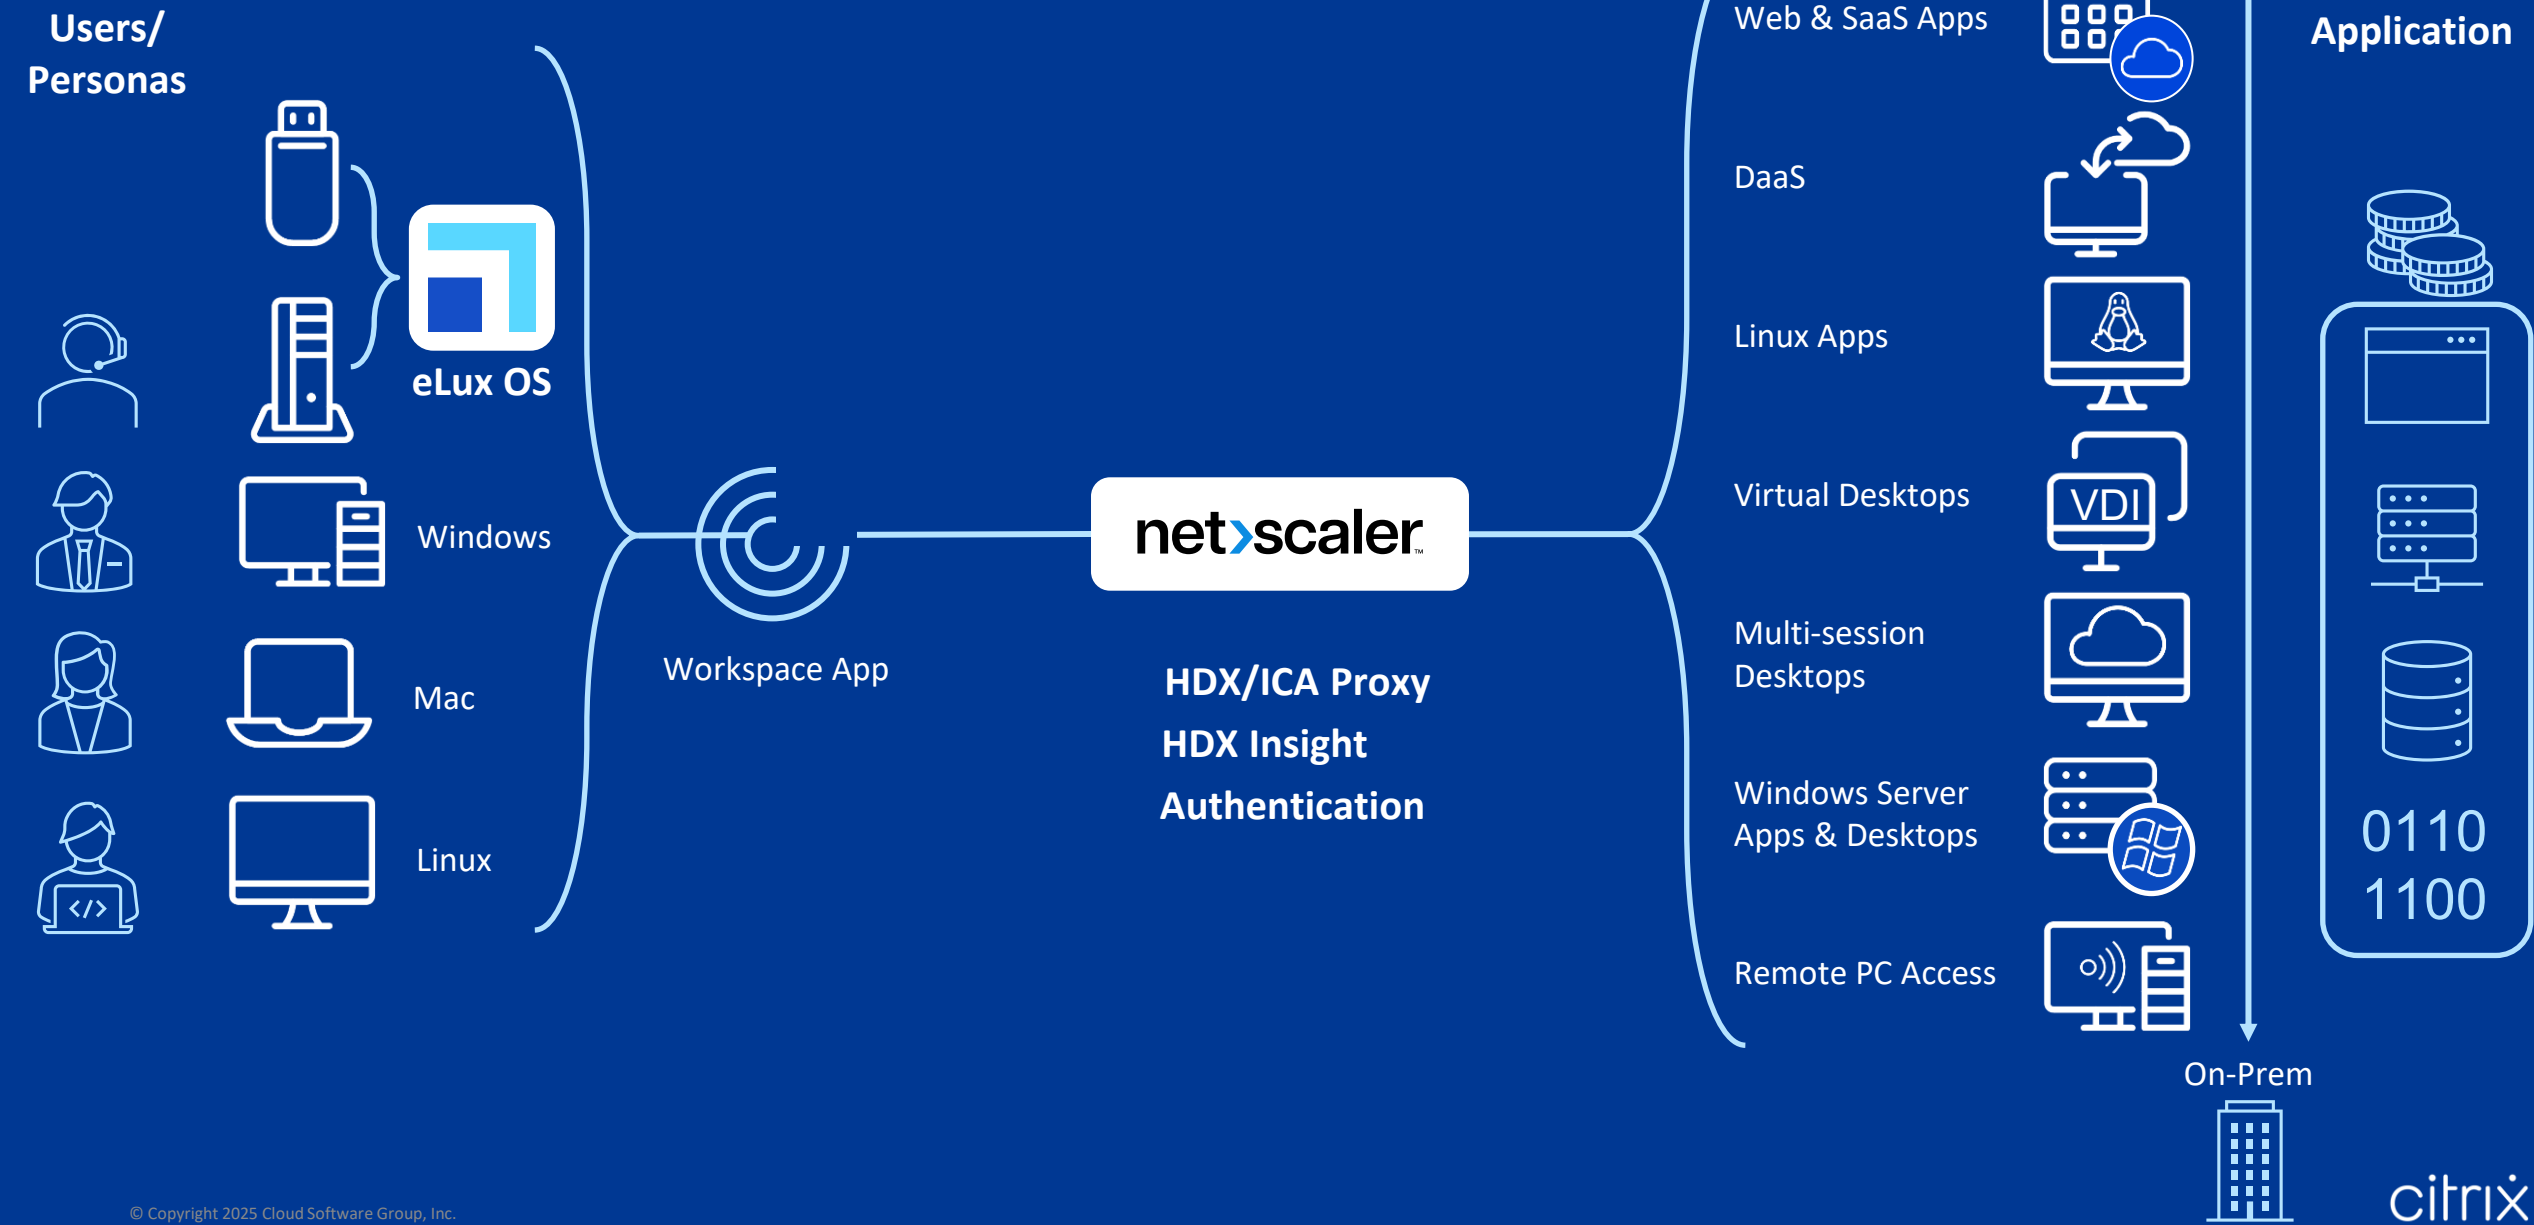 Users/
Personas
eLux OS
Windows
Mac
Linux
</>
Workspace App
net>scaler™
HDX/ICA Proxy
HDX Insight
Authentication
Web & SaaS Apps
DaaS
Linux Apps
Virtual Desktops
VDI
Multi-session
Desktops
Windows Server
Apps & Desktops
Remote PC Access
On-Prem
Application
0110
1100
© Copyright 2025 Cloud Software Group, Inc.
citrix